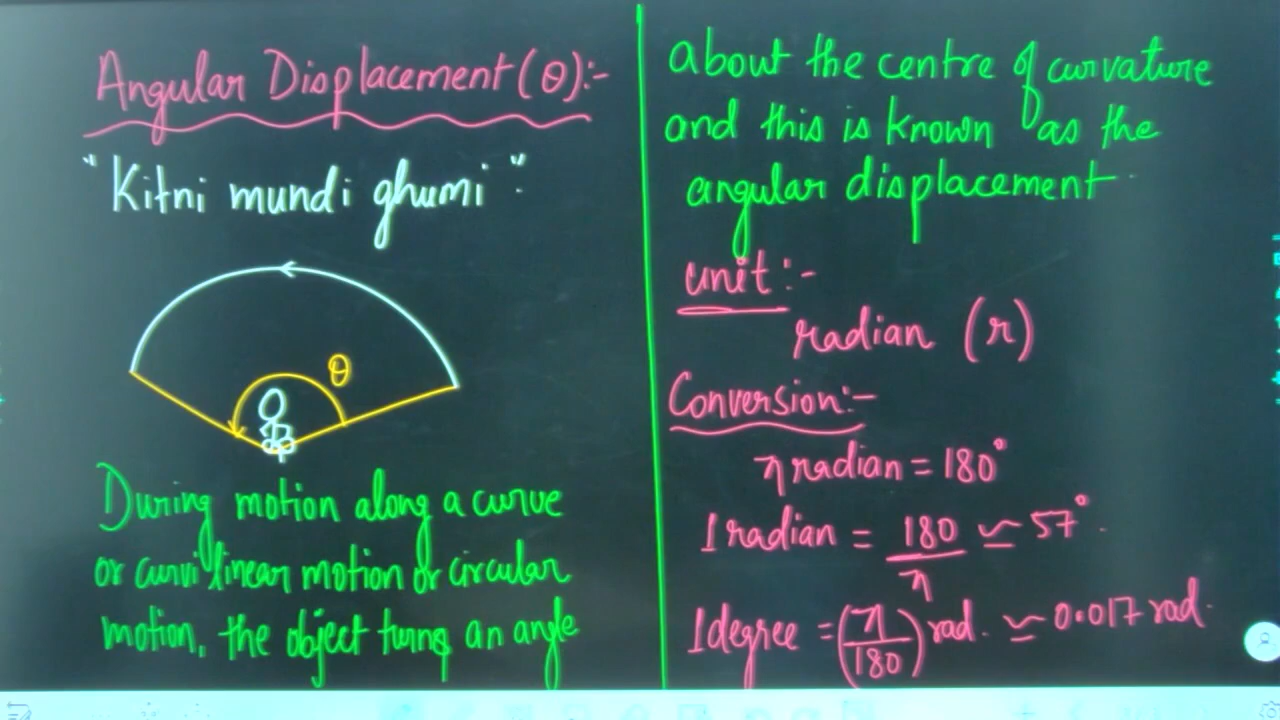 Angular Displacement (θ):-
"Kitni mundi ghumi":
θ
During motion along a curve
or curvilinear motion or circular
motion, the object turns an angle
about the centre of curvature
and this is known as the
angular displacement.
unit:-
radian (r)
Conversion:-
π radian = 180°
1 radian = 180/π ≃ 57°.
1 degree = (π/180) rad. ≃ 0.017 rad.